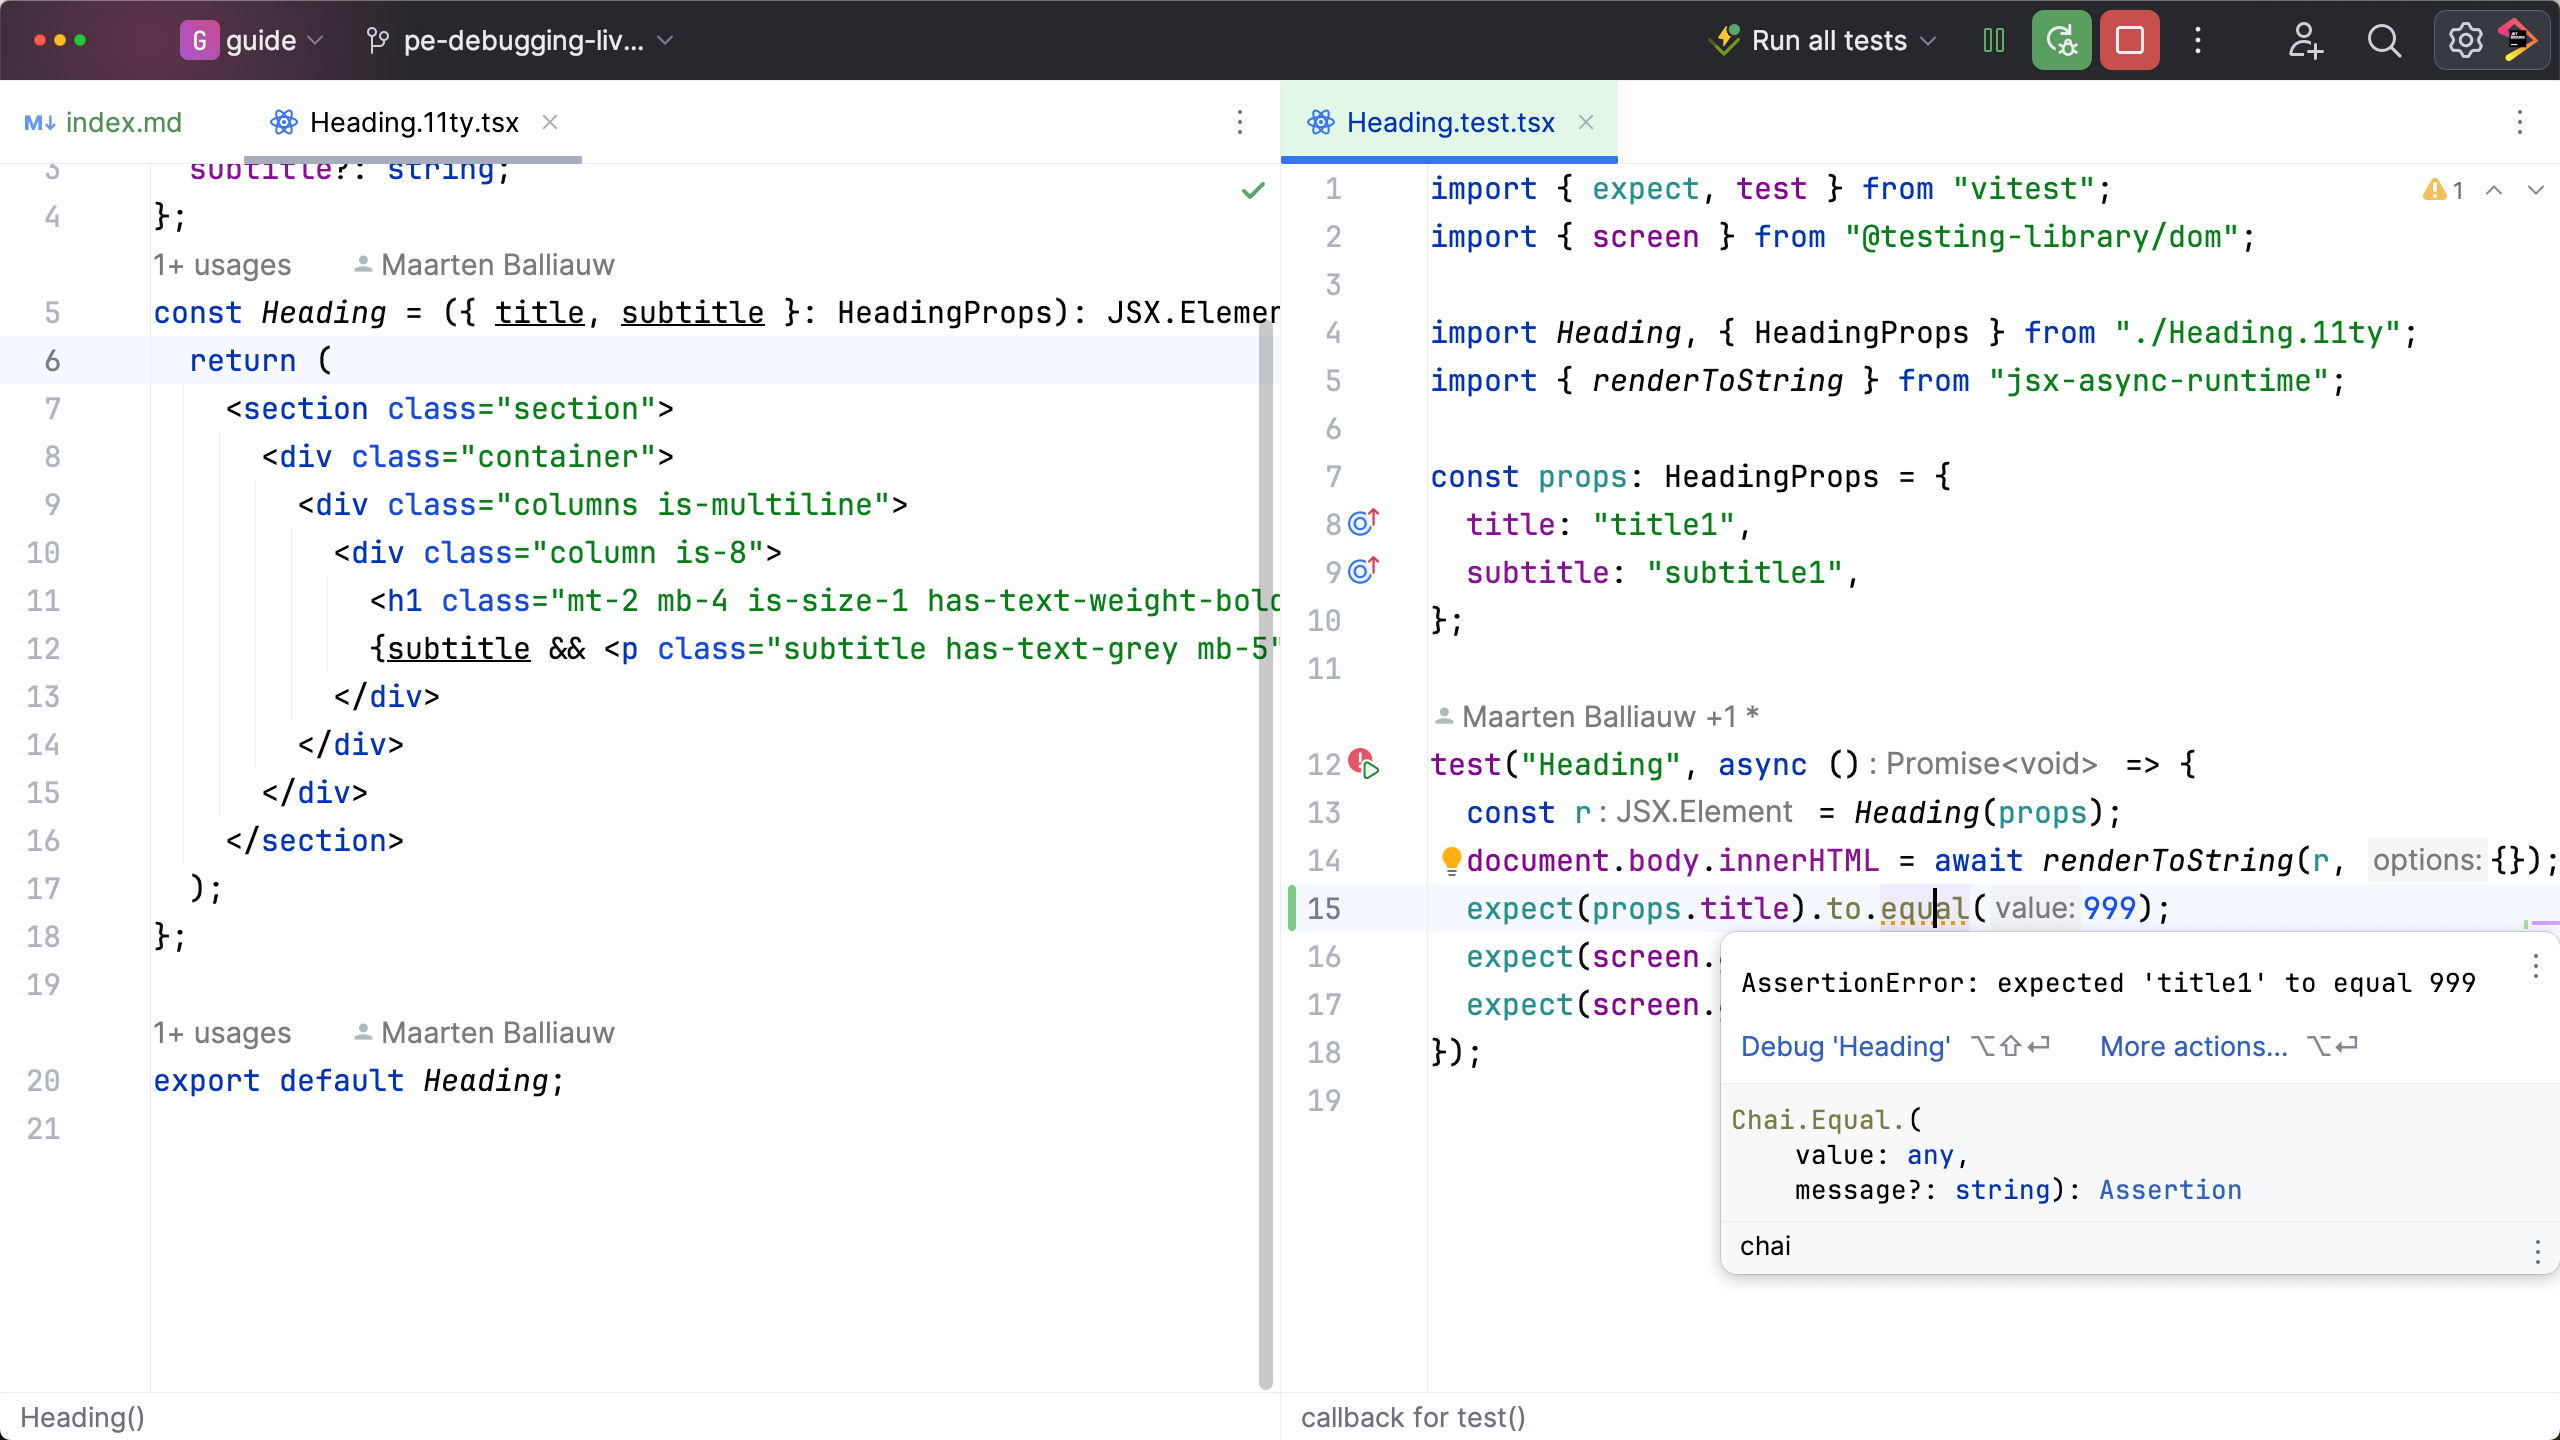 G guide pe-debugging-liv... Run all tests
index.md Heading.11ty.tsx
3 subtitle?: string;
4 };
1+ usages Maarten Balliauw
5 const Heading = ({ title, subtitle }: HeadingProps): JSX.Elemen
6 return (
7 <section class="section">
8 <div class="container">
9 <div class="columns is-multiline">
10 <div class="column is-8">
11 <h1 class="mt-2 mb-4 is-size-1 has-text-weight-bold
12 {subtitle && <p class="subtitle has-text-grey mb-5"
13 </div>
14 </div>
15 </div>
16 </section>
17 );
18 };
19
1+ usages Maarten Balliauw
20 export default Heading;
21
Heading()
Heading.test.tsx
1 import { expect, test } from "vitest"; 1
2 import { screen } from "@testing-library/dom";
3
4 import Heading, { HeadingProps } from "./Heading.11ty";
5 import { renderToString } from "jsx-async-runtime";
6
7 const props: HeadingProps = {
8 title: "title1",
9 subtitle: "subtitle1",
10 };
11
Maarten Balliauw +1 *
12 test("Heading", async () : Promise<void> => {
13 const r : JSX.Element = Heading(props);
14 document.body.innerHTML = await renderToString(r, options: {});
15 expect(props.title).to.equal( value: 999);
16 expect(screen.
17 expect(screen.
18 });
19
AssertionError: expected 'title1' to equal 999
Debug 'Heading' ⌥⇧⏎ More actions... ⌥⏎
Chai.Equal.(
value: any,
message?: string): Assertion
chai
callback for test()